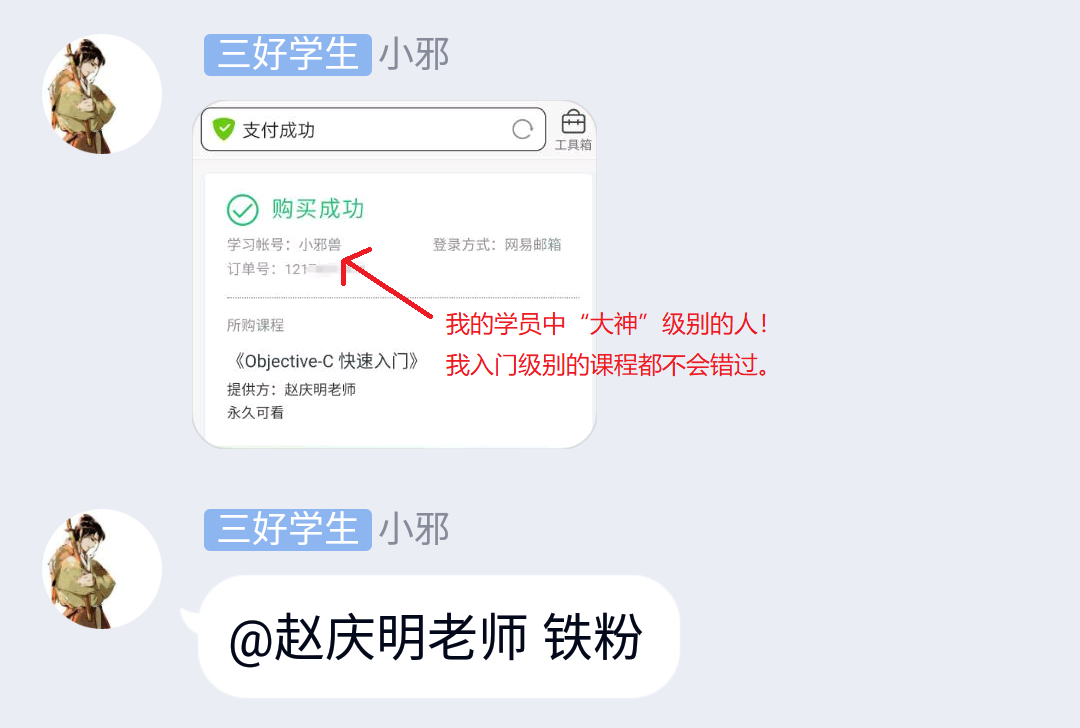 三好学生 小邪
支付成功
工具箱
购买成功
学习帐号：小邪兽 登录方式：网易邮箱
订单号：121
所购课程
我的学员中“大神”级别的人！
《Objective-C 快速入门》
我入门级别的课程都不会错过。
提供方：赵庆明老师
永久可看
三好学生 小邪
@赵庆明老师 铁粉